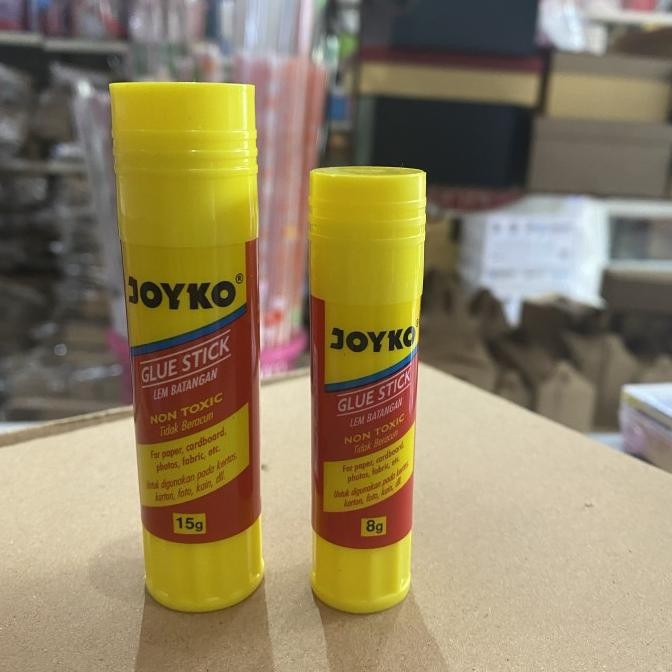 JOYKO®
GLUE STICK
LEM BATANGAN
NON TOXIC
Tidak Beracun
For paper, cardboard,
photos, fabric, etc.
Untuk digunakan pada kertas,
karton, foto, kain, dll.
15g
JOYKO
GLUE STICK
LEM BATANGAN
NON TOXIC
Tidak Beracun
For paper, cardboard,
photos, fabric, etc.
Untuk digunakan pada kertas,
karton, foto, kain, dll.
8g